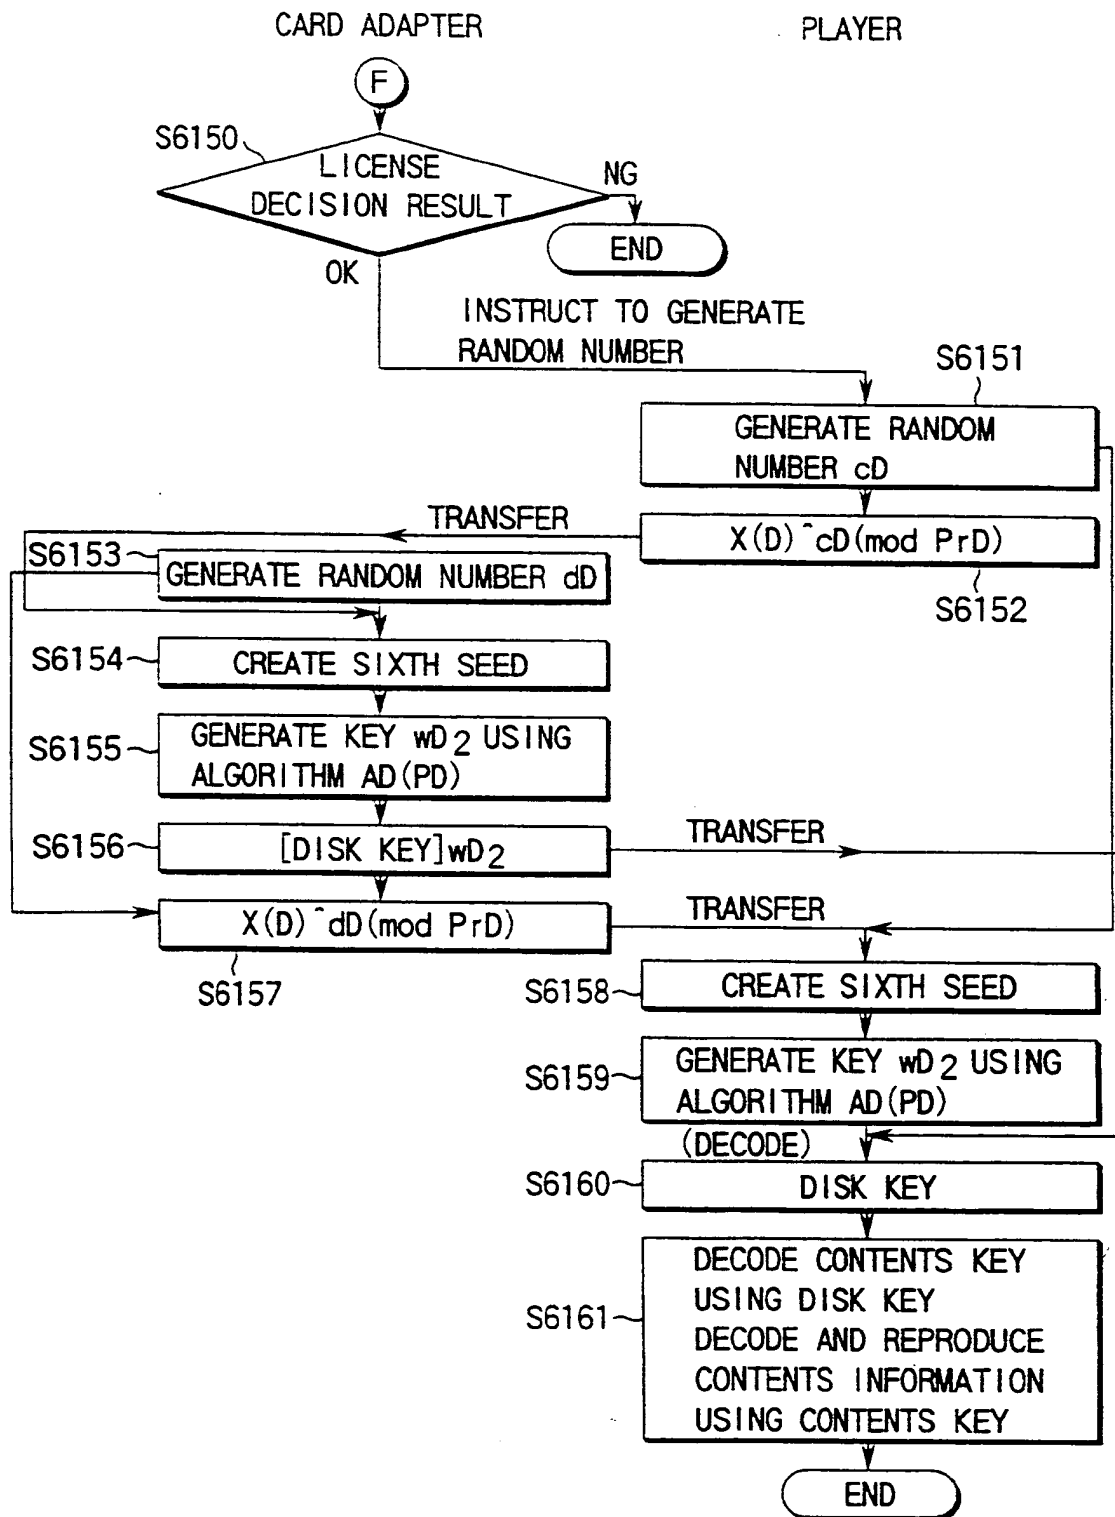 CARD ADAPTER
PLAYER
F
S6150
LICENSE
DECISION RESULT
NG
END
OK
INSTRUCT TO GENERATE
RANDOM NUMBER
S6151
GENERATE RANDOM
NUMBER cD
TRANSFER
X(D)^cD(mod PrD)
S6152
S6153
GENERATE RANDOM NUMBER dD
S6154
CREATE SIXTH SEED
S6155
GENERATE KEY wD2 USING
ALGORITHM AD(PD)
S6156
[DISK KEY]wD2
TRANSFER
X(D)^dD(mod PrD)
TRANSFER
S6157
S6158
CREATE SIXTH SEED
S6159
GENERATE KEY wD2 USING
ALGORITHM AD(PD)
(DECODE)
S6160
DISK KEY
S6161
DECODE CONTENTS KEY
USING DISK KEY
DECODE AND REPRODUCE
CONTENTS INFORMATION
USING CONTENTS KEY
END